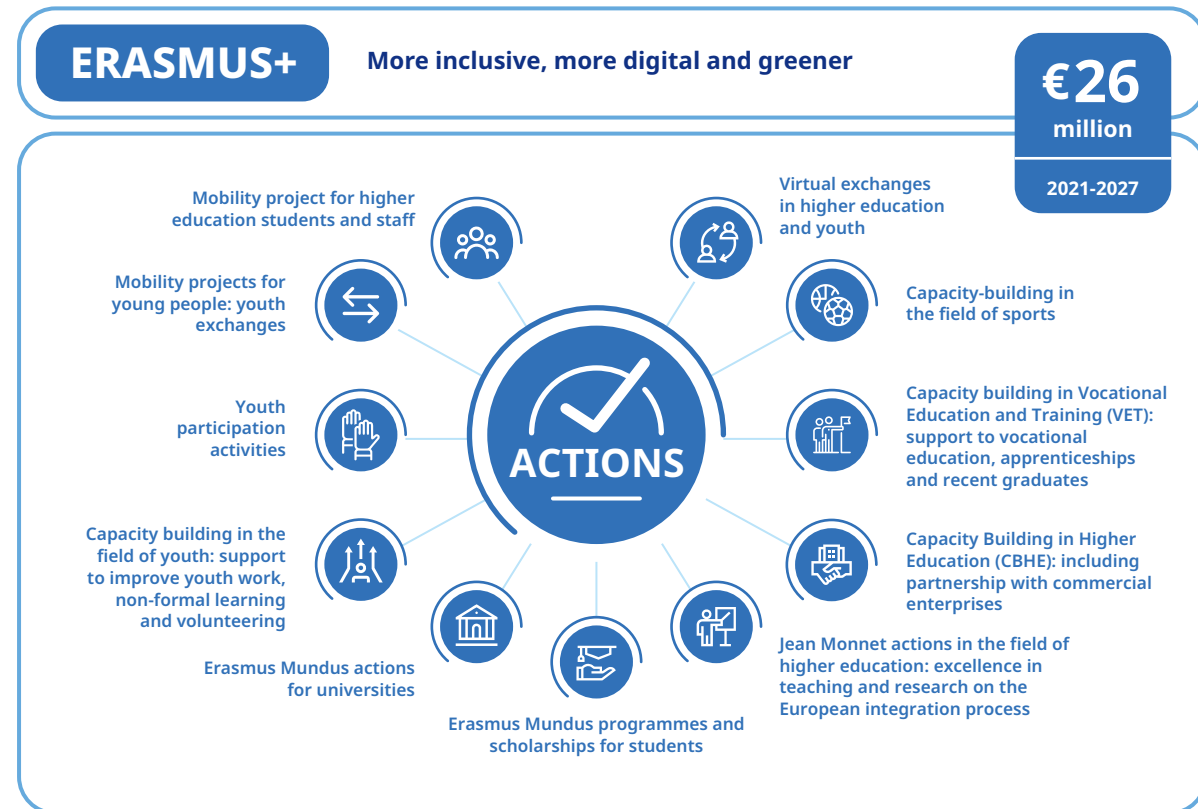 ERASMUS+
More inclusive, more digital and greener
€26
million
2021-2027
Mobility project for higher
education students and staff
Mobility projects for
young people: youth
exchanges
Youth
participation
activities
Capacity building in the
field of youth: support
to improve youth work,
non-formal learning
and volunteering
Erasmus Mundus actions
for universities
Erasmus Mundus programmes and
scholarships for students
ACTIONS
Virtual exchanges
in higher education
and youth
Capacity-building in
the field of sports
Capacity building in Vocational
Education and Training (VET):
support to vocational
education, apprenticeships
and recent graduates
Capacity Building in Higher
Education (CBHE): including
partnership with commercial
enterprises
Jean Monnet actions in the field of
higher education: excellence in
teaching and research on the
European integration process